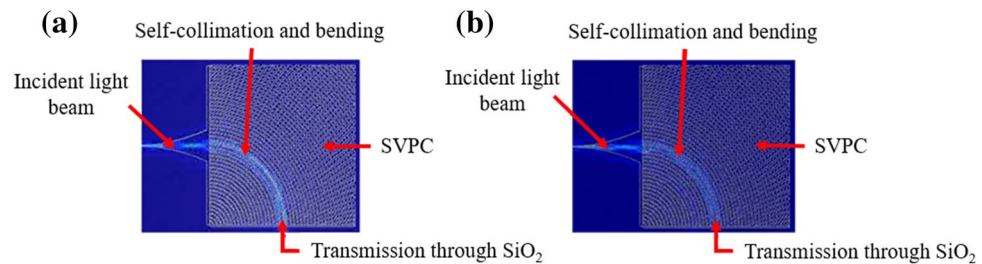 (a)
Self-collimation and bending
Incident light
beam
SVPC
Transmission through SiO₂
(b)
Self-collimation and bending
Incident light
beam
SVPC
Transmission through SiO₂